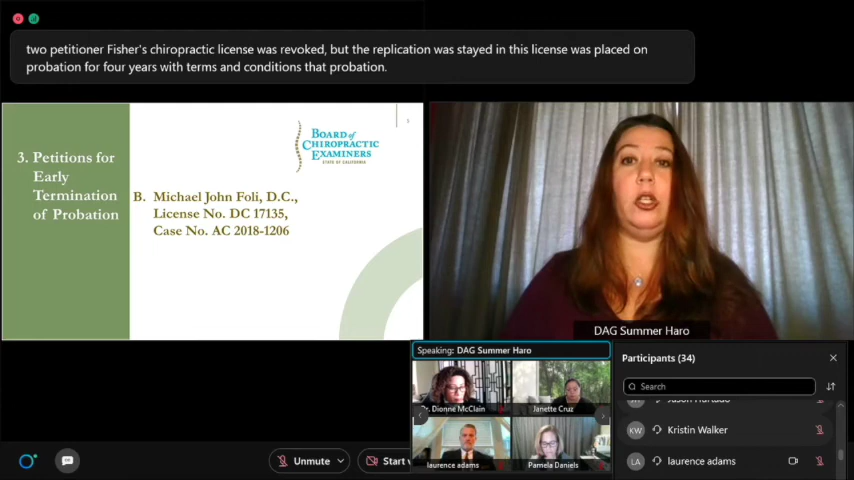 two petitioner Fisher's chiropractic license was revoked, but the replication was stayed in this license was placed on
probation for four years with terms and conditions that probation.
3. Petitions for
Early
Termination
of Probation
BOARD of
CHIROPRACTIC
EXAMINERS
STATE OF CALIFORNIA
5
B. Michael John Foli, D.C.,
License No. DC 17135,
Case No. AC 2018-1206
DAG Summer Haro
Speaking: DAG Summer Haro
Dr. Dionne McClain
Janette Cruz
laurence adams
Pamela Daniels
Participants (34)
Search
Jason Hurtado
KW Kristin Walker
LA laurence adams
Unmute
Start